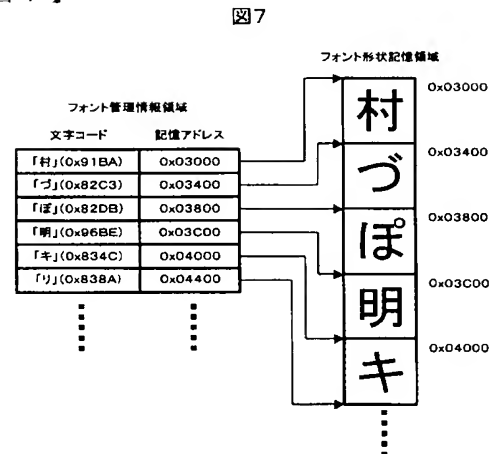 図7
フォント形状記憶領域
フォント管理情報領域
文字コード 記憶アドレス
「村」(0x91BA) 0x03000
「づ」(0x82C3) 0x03400
「ぽ」(0x82DB) 0x03800
「明」(0x96BE) 0x03C00
「キ」(0x834C) 0x04000
「リ」(0x838A) 0x04400
村 0x03000
づ 0x03400
ぽ 0x03800
明 0x03C00
キ 0x04000